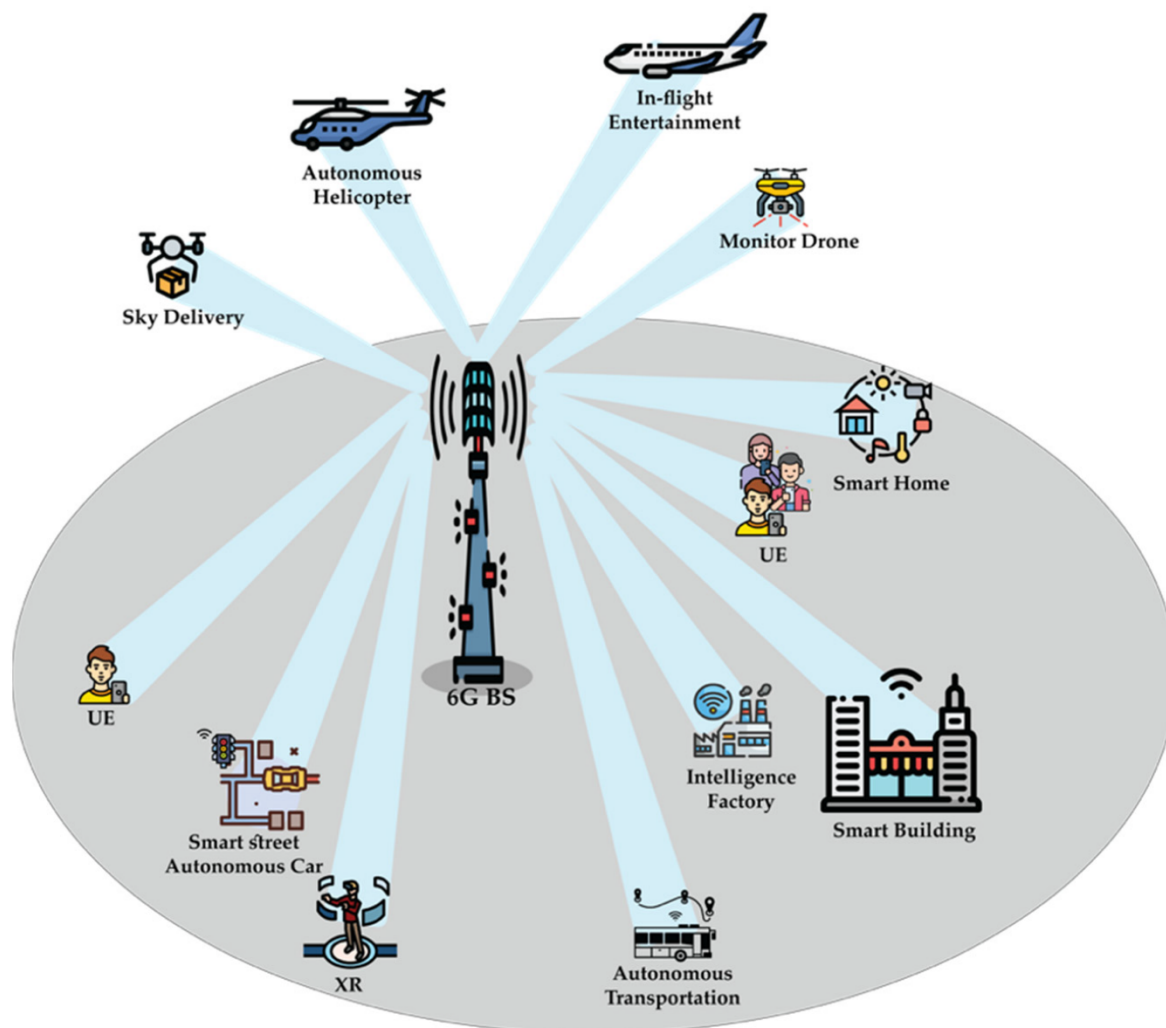 In-flight
Entertainment
Autonomous
Helicopter
Monitor Drone
Sky Delivery
Smart Home
UE
6G BS
UE
Intelligence
Factory
Smart Building
Smart street
Autonomous Car
XR
Autonomous
Transportation